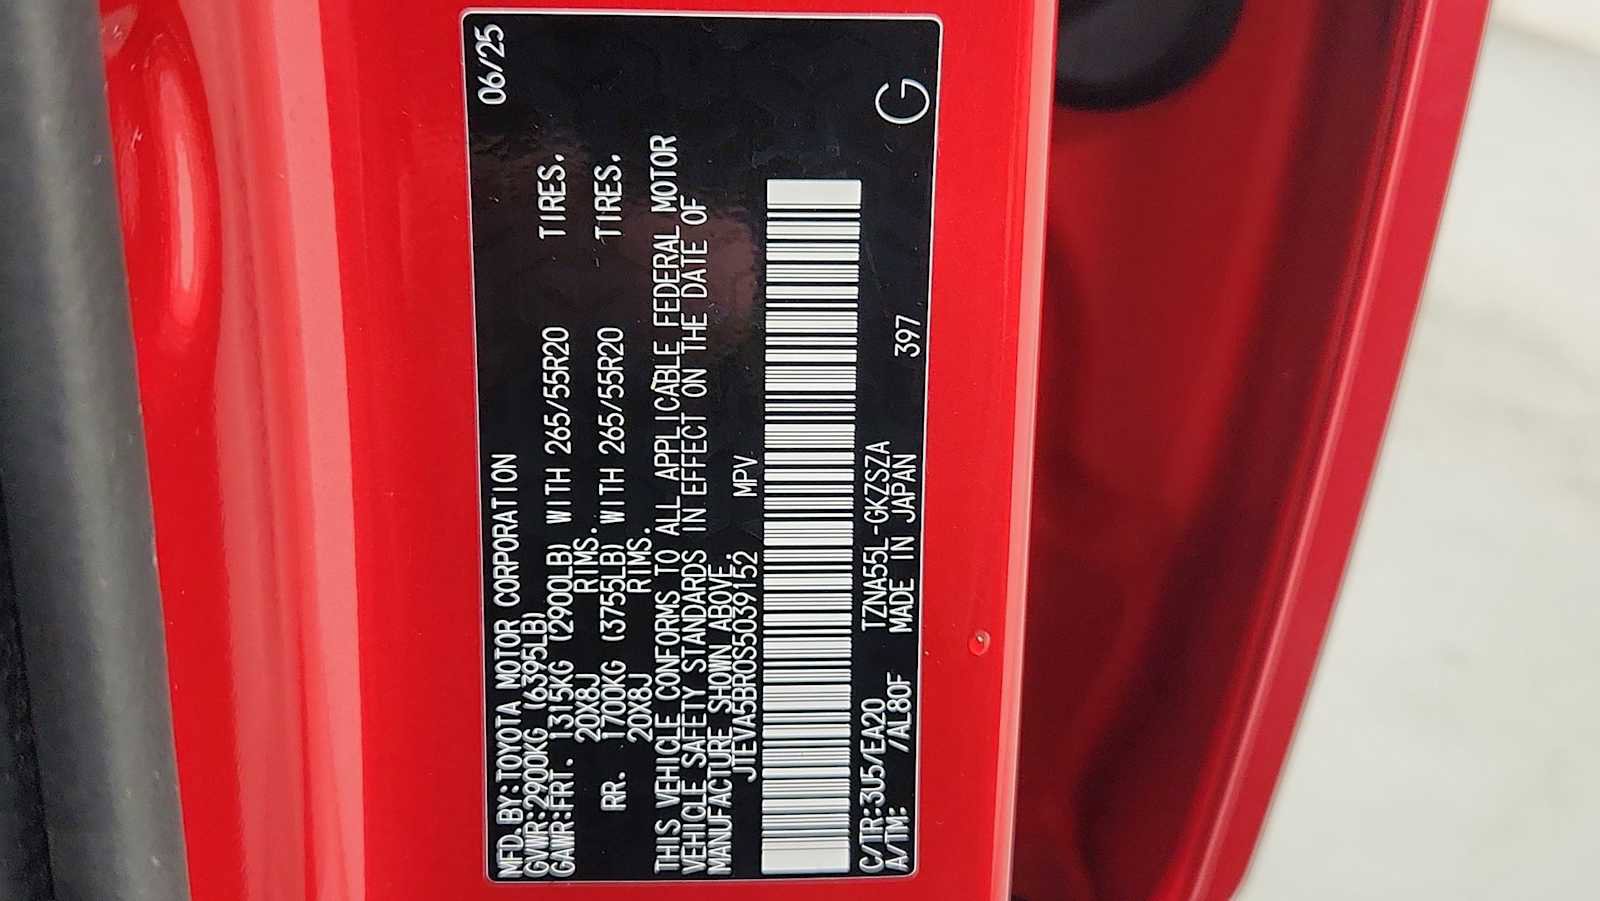 MFD.BY:TOYOTA MOTOR CORPORATION 06/25
GVWR:2900KG (6395LB)
GAWR:FRT. 1315KG (2900LB) WITH 265/55R20 TIRES,
20X8J RIMS.
RR. 1700KG (3755LB) WITH 265/55R20 TIRES,
20X8J RIMS.
THIS VEHICLE CONFORMS TO ALL APPLICABLE FEDERAL MOTOR
VEHICLE SAFETY STANDARDS IN EFFECT ON THE DATE OF
MANUFACTURE SHOWN ABOVE.
JTEVA5BR0S5039152 MPV
C/TR:3U5/EA20 TZNA55L-GKZSZA 397 G
A/TM: /AL80F MADE IN JAPAN